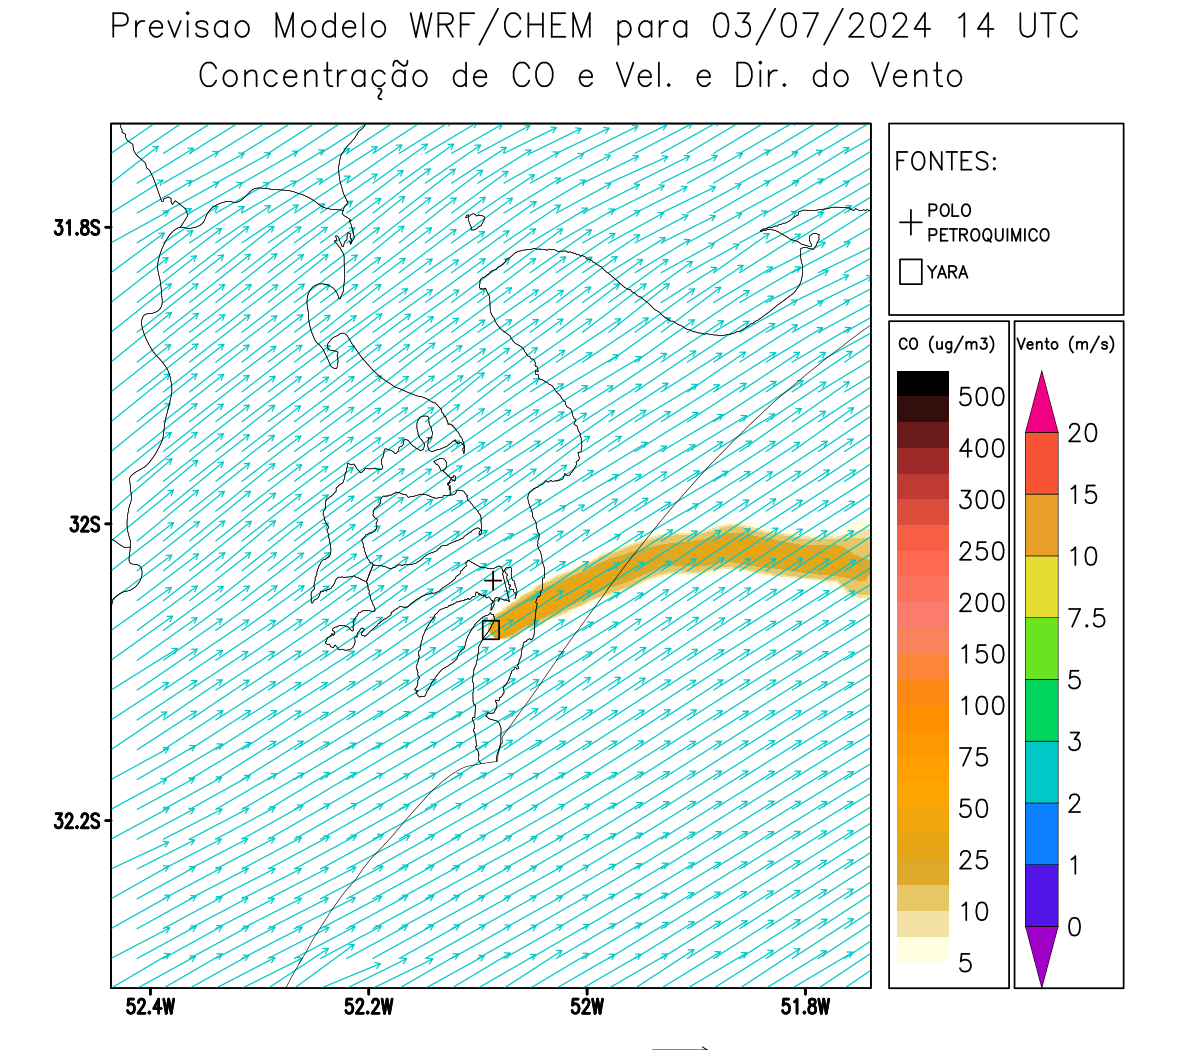 Previsao Modelo WRF/CHEM para 03/07/2024 14 UTC
Concentração de CO e Vel. e Dir. do Vento
FONTES:
POLO
PETROQUIMICO
YARA
31.8S
32S
32.2S
52.4W
52.2W
52W
51.8W
CO (ug/m3)
500
400
300
250
200
150
100
75
50
25
10
5
Vento (m/s)
20
15
10
7.5
5
3
2
1
0